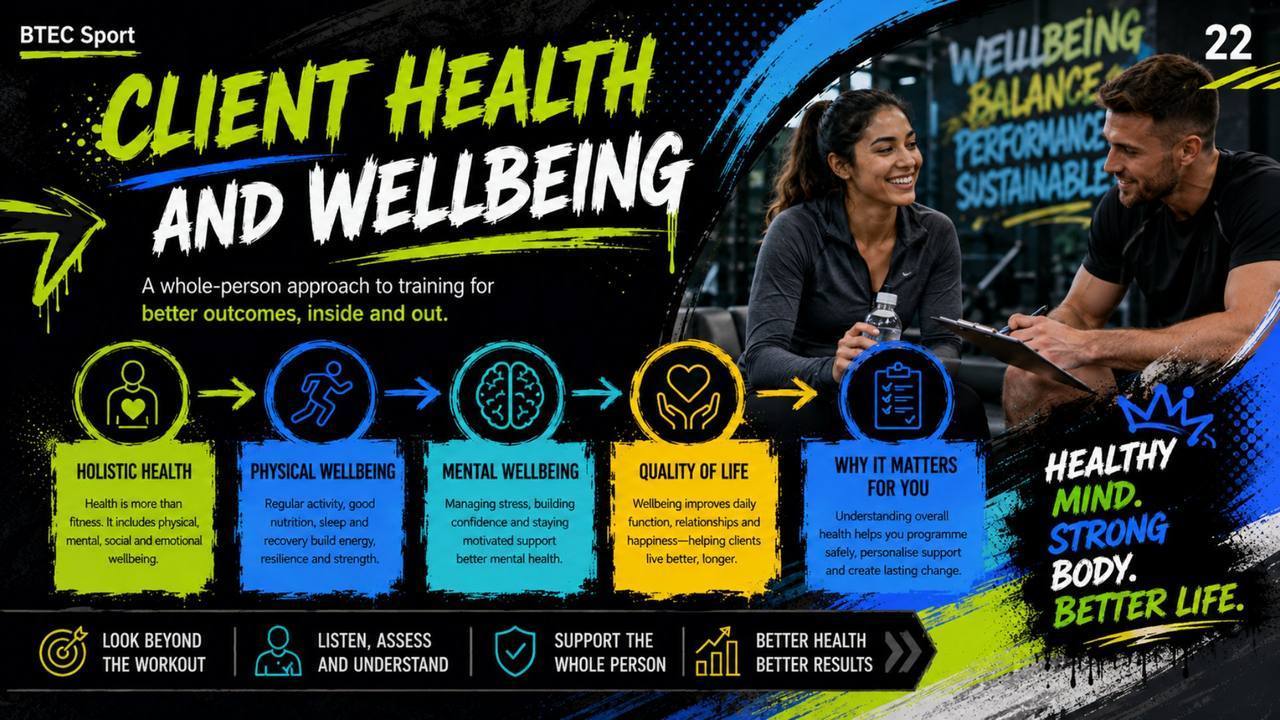 BTEC Sport
22
CLIENT HEALTH
AND WELLBEING
A whole-person approach to training for
better outcomes, inside and out.
WELLBEING
BALANCE
PERFORMANCE
SUSTAINABLE
HOLISTIC HEALTH
Health is more than
fitness. It includes physical,
mental, social and emotional
wellbeing.
PHYSICAL WELLBEING
Regular activity, good
nutrition, sleep and
recovery build energy,
resilience and strength.
MENTAL WELLBEING
Managing stress, building
confidence and staying
motivated support
better mental health.
QUALITY OF LIFE
Wellbeing improves daily
function, relationships and
happiness—helping clients
live better, longer.
WHY IT MATTERS
FOR YOU
Understanding overall
health helps you programme
safely, personalise support
and create lasting change.
HEALTHY
MIND.
STRONG
BODY.
BETTER LIFE.
LOOK BEYOND
THE WORKOUT
LISTEN, ASSESS
AND UNDERSTAND
SUPPORT THE
WHOLE PERSON
BETTER HEALTH
BETTER RESULTS